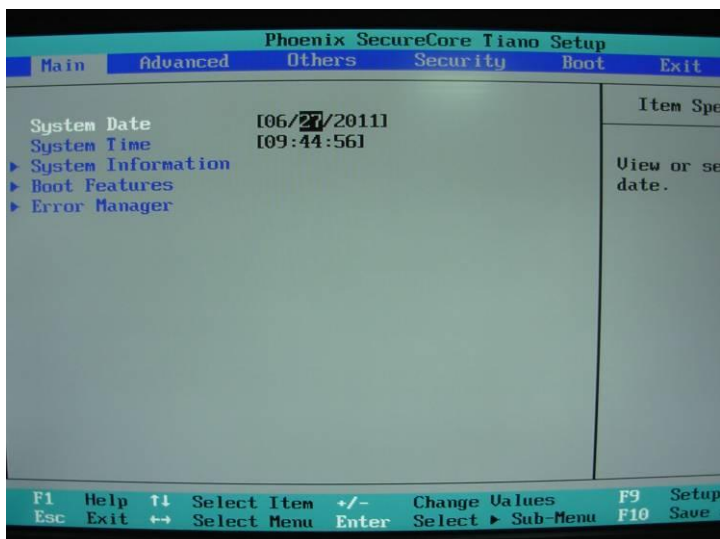 Phoenix SecureCore Tiano Setup
Main Advanced Others Security Boot Exit
Item Spe
System Date [06/27/2011]
System Time [09:44:56]
▶ System Information
▶ Boot Features
▶ Error Manager
View or se
date.
F1 Help ↑↓ Select Item +/- Change Values F9 Setup
Esc Exit ↔ Select Menu Enter Select ▶ Sub-Menu F10 Save